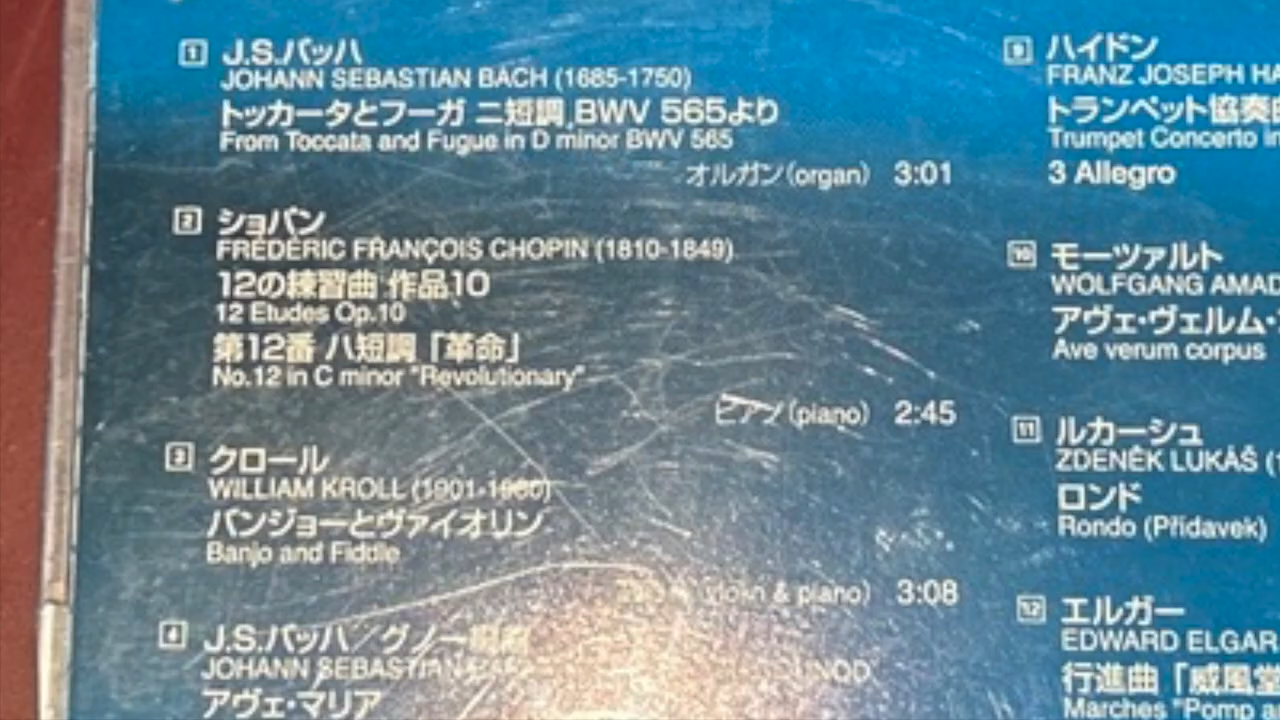 1 J.S.バッハ
JOHANN SEBASTIAN BACH (1685-1750)
トッカータとフーガ ニ短調 BWV 565より
From Toccata and Fugue in D minor BWV 565
オルガン(organ) 3:01
2 ショパン
FRÉDÉRIC FRANÇOIS CHOPIN (1810-1849)
12の練習曲 作品10
12 Etudes Op.10
第12番 ハ短調「革命」
No.12 in C minor "Revolutionary"
ピアノ(piano) 2:45
3 クロール
WILLIAM KROLL (1901-1980)
バンジョーとヴァイオリン
Banjo and Fiddle
violin & piano) 3:08
4 J.S.バッハ/グノー
JOHANN SEBASTIAN
アヴェ・マリア
9 ハイドン
FRANZ JOSEPH
トランペット協奏
Trumpet Concerto
3 Allegro
10 モーツァルト
WOLFGANG
アヴェ・ヴェルム・
Ave verum corpus
11 ルカーシュ
ZDENĚK LUKÁŠ
ロンド
Rondo (Přídavek)
12 エルガー
EDWARD ELGAR
行進曲「威風堂
Marches "Pomp